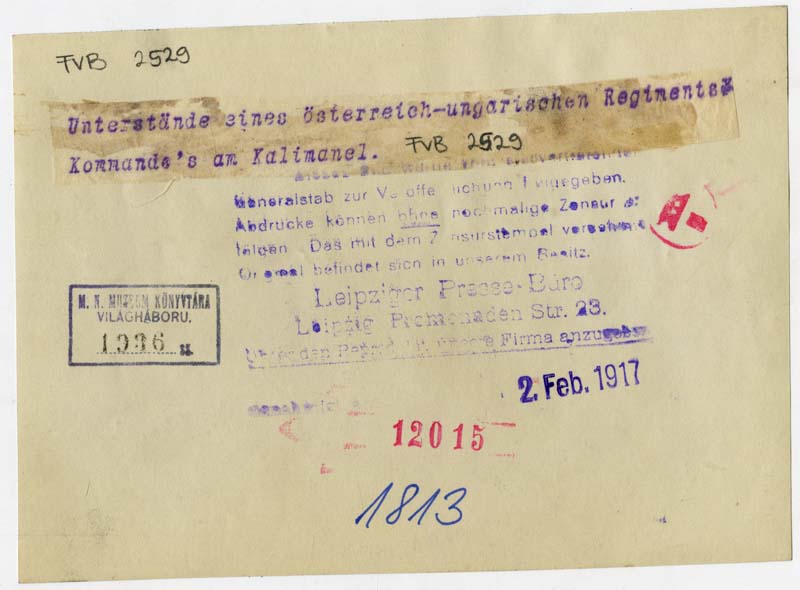 FVB 2529
Unterstände eines österreich-ungarischen Regiments-
Kommando's am Kalimanel.
FVB 2529
Generalstab zur Veröffentlichung freigegeben.
Abdrucke können ohne nochmalige Zensur er-
folgen. Das mit dem Zensurstempel versehene
Original befindet sich in unserem Besitz.
Leipziger Presse-Büro
Leipzig Promenaden Str. 23.
unsere Firma anzugeben
M. N. MUZEUM KÖNYVTÁRA
VILÁGHÁBORU.
1936
2. Feb. 1917
12015
1813